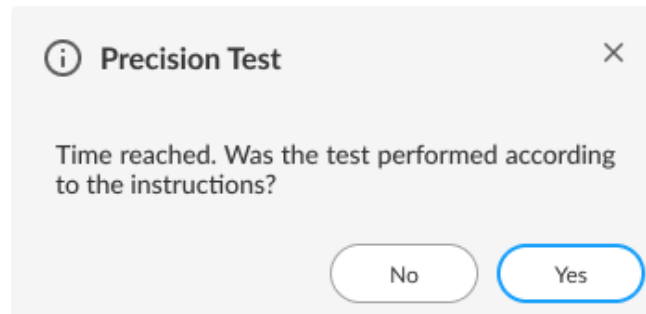 Precision Test
Time reached. Was the test performed according
to the instructions?
No
Yes